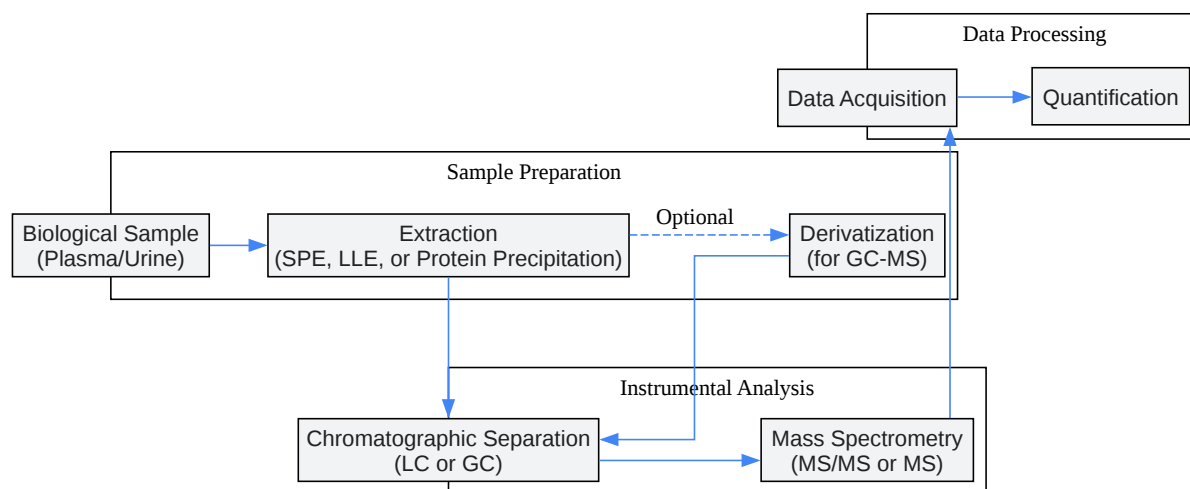 Data Processing
Data Acquisition
Quantification
Sample Preparation
Biological Sample
(Plasma/Urine)
Extraction
(SPE, LLE, or Protein Precipitation)
Optional
Derivatization
(for GC-MS)
Instrumental Analysis
Chromatographic Separation
(LC or GC)
Mass Spectrometry
(MS/MS or MS)